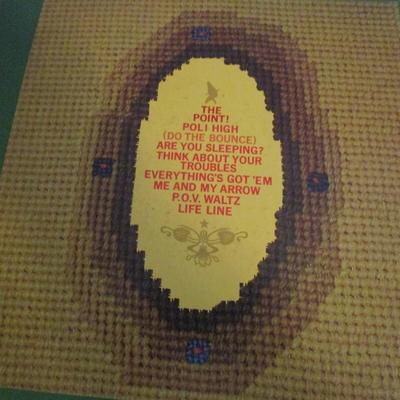 THE
POINT!
POLI HIGH
(DO THE BOUNCE)
ARE YOU SLEEPING?
THINK ABOUT YOUR
TROUBLES
EVERYTHING'S GOT 'EM
ME AND MY ARROW
P.O.V. WALTZ
LIFE LINE